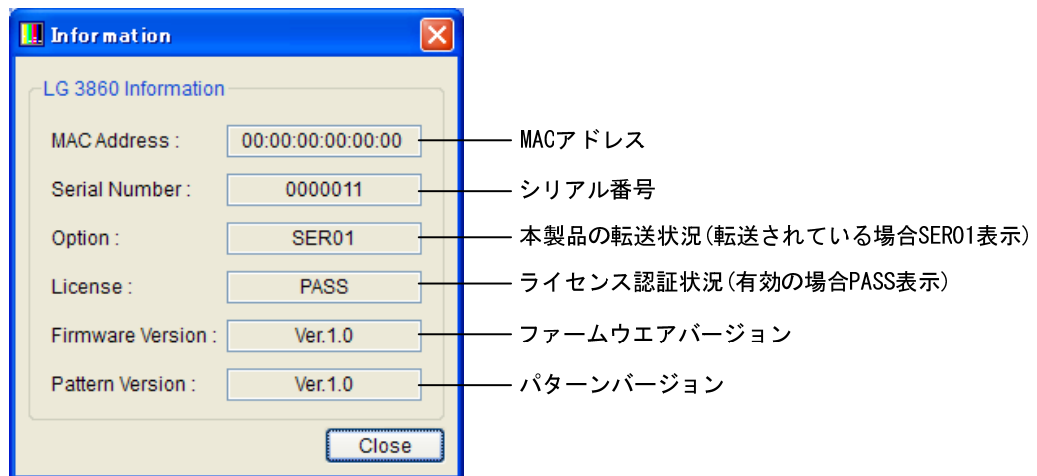 Information
LG 3860 Information
MAC Address : 00:00:00:00:00:00 MACアドレス
Serial Number : 0000011 シリアル番号
Option : SER01 本製品の転送状況(転送されている場合SER01表示)
License : PASS ライセンス認証状況(有効の場合PASS表示)
Firmware Version : Ver.1.0 ファームウエアバージョン
Pattern Version : Ver.1.0 パターンバージョン
Close